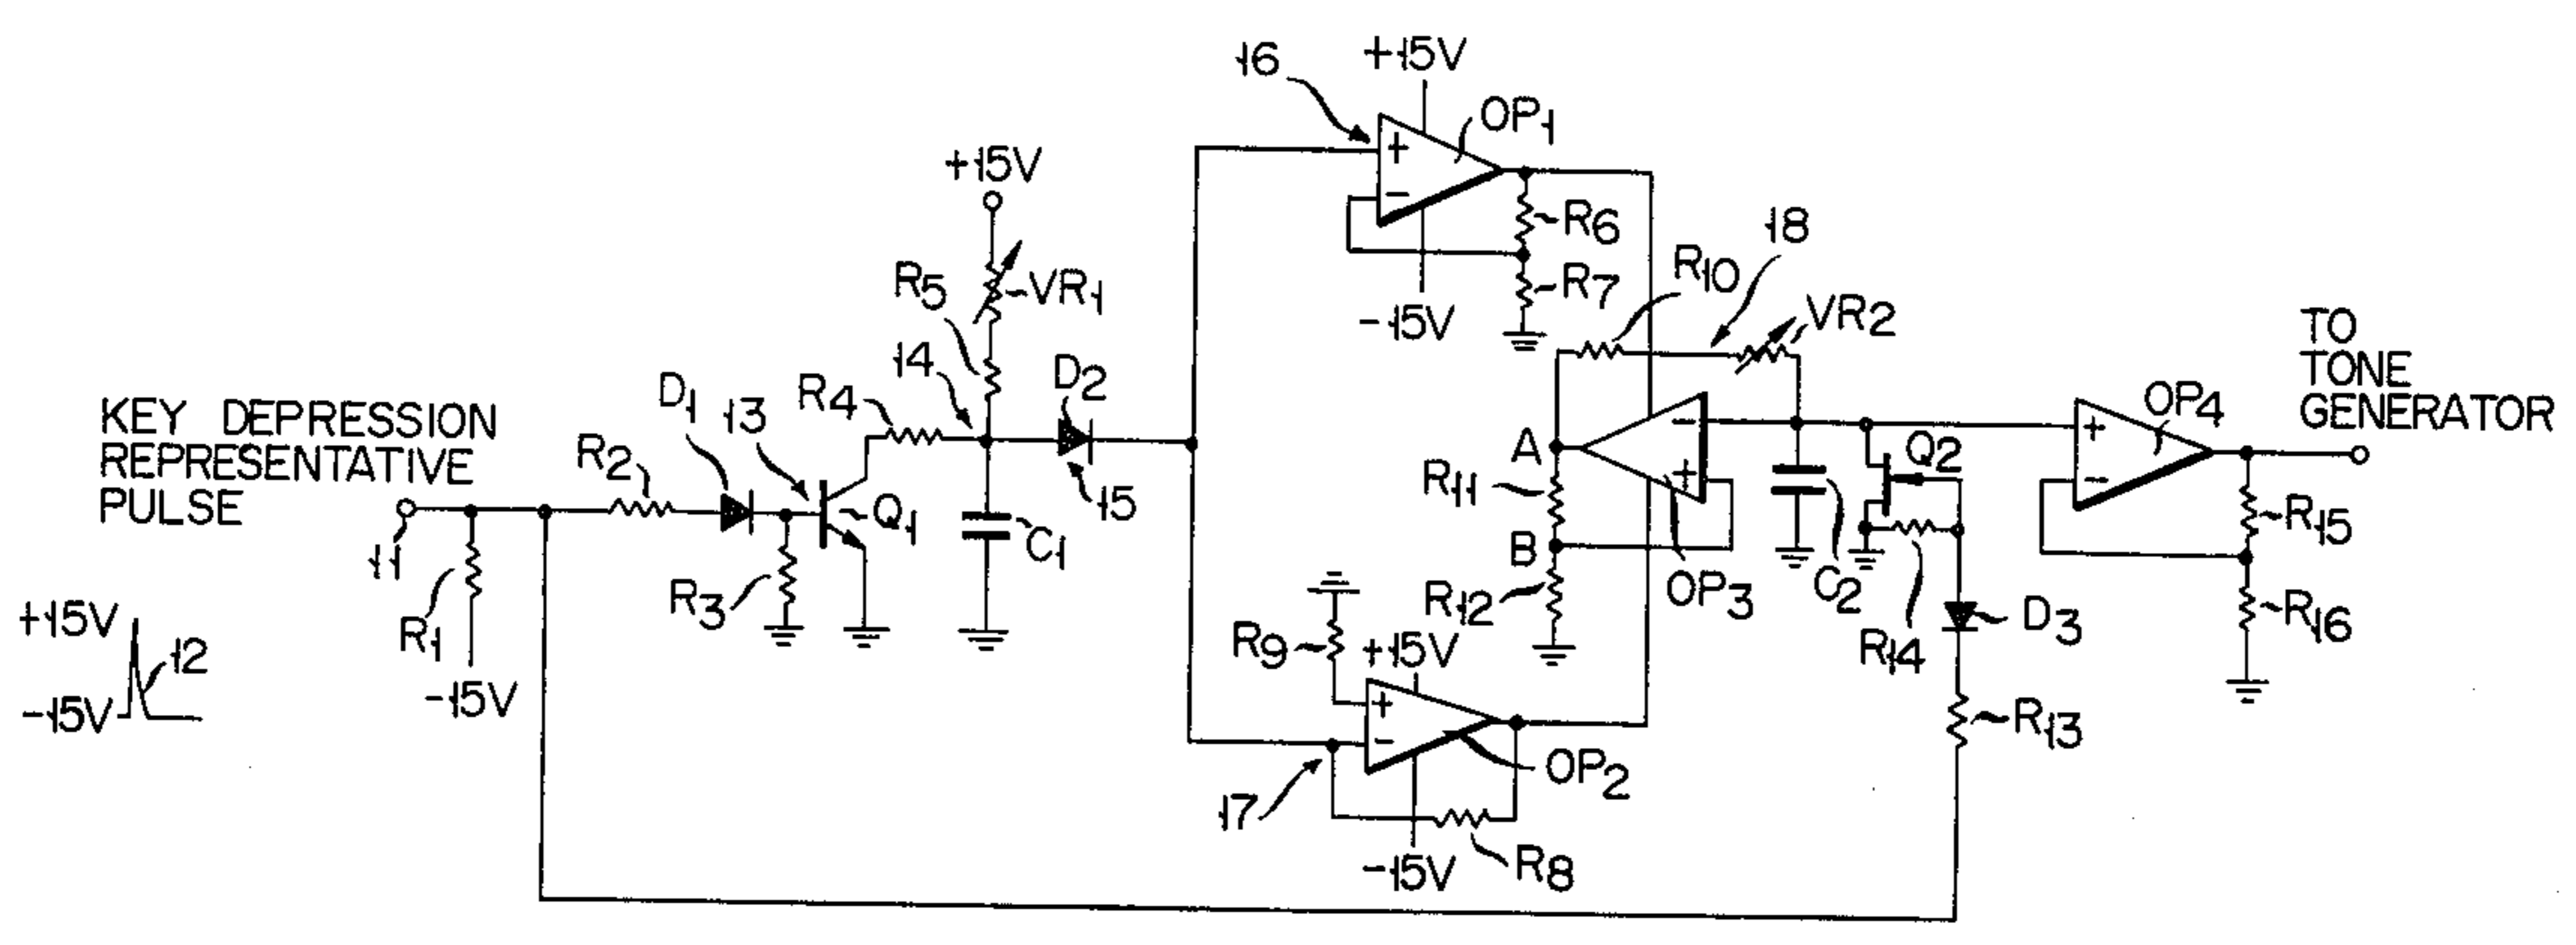 16
+15V
OP1
+
-
R6
R7
-15V
+15V
R5
VR1
14
D2
15
C1
KEY DEPRESSION
REPRESENTATIVE
PULSE
11
R1
-15V
+15V
-15V
12
R2
D1
13
R4
Q1
R3
R10
18
VR2
A
R11
B
R12
-
+
OP3
C2
Q2
R14
D3
R13
OP4
+
-
R15
R16
TO
TONE
GENERATOR
R9
+15V
+
-
OP2
17
-15V
R8